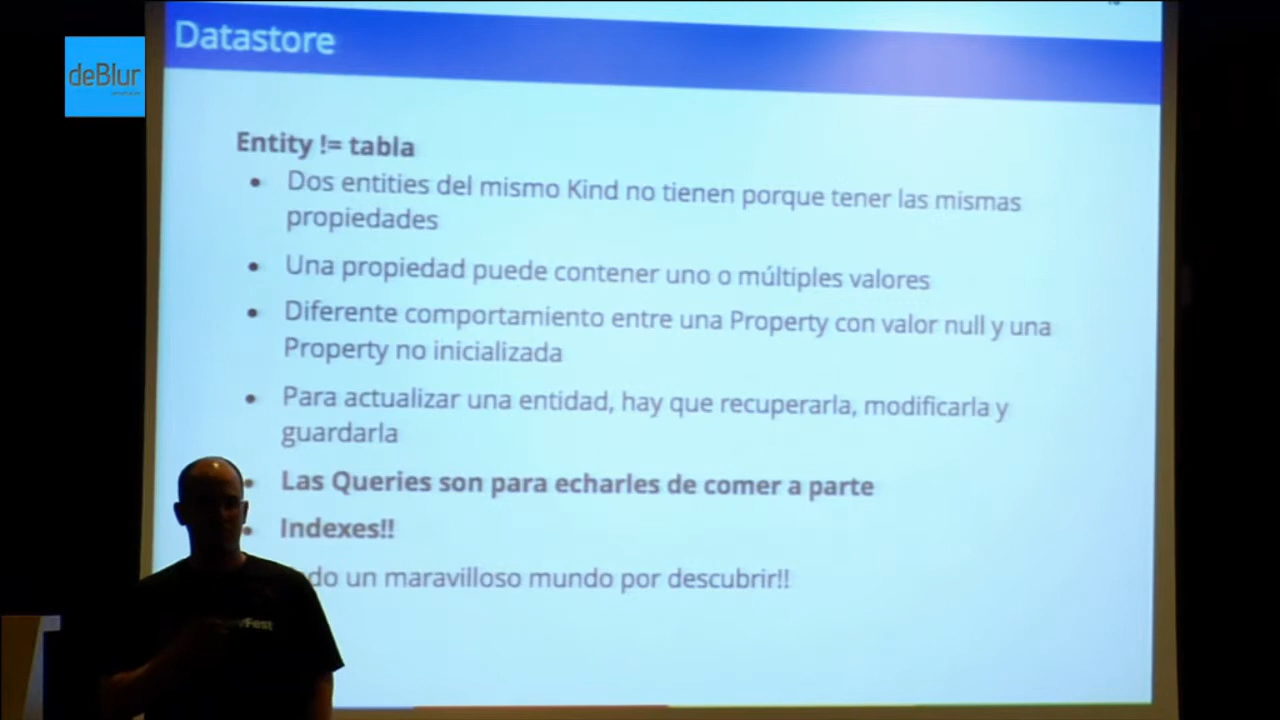 Datastore
deBlur
Entity != tabla
Dos entities del mismo Kind no tienen porque tener las mismas
propiedades
Una propiedad puede contener uno o múltiples valores
Diferente comportamiento entre una Property con valor null y una
Property no inicializada
Para actualizar una entidad, hay que recuperarla, modificarla y
guardarla
Las Queries son para echarles de comer a parte
Indexes!!
un maravilloso mundo por descubrir!!